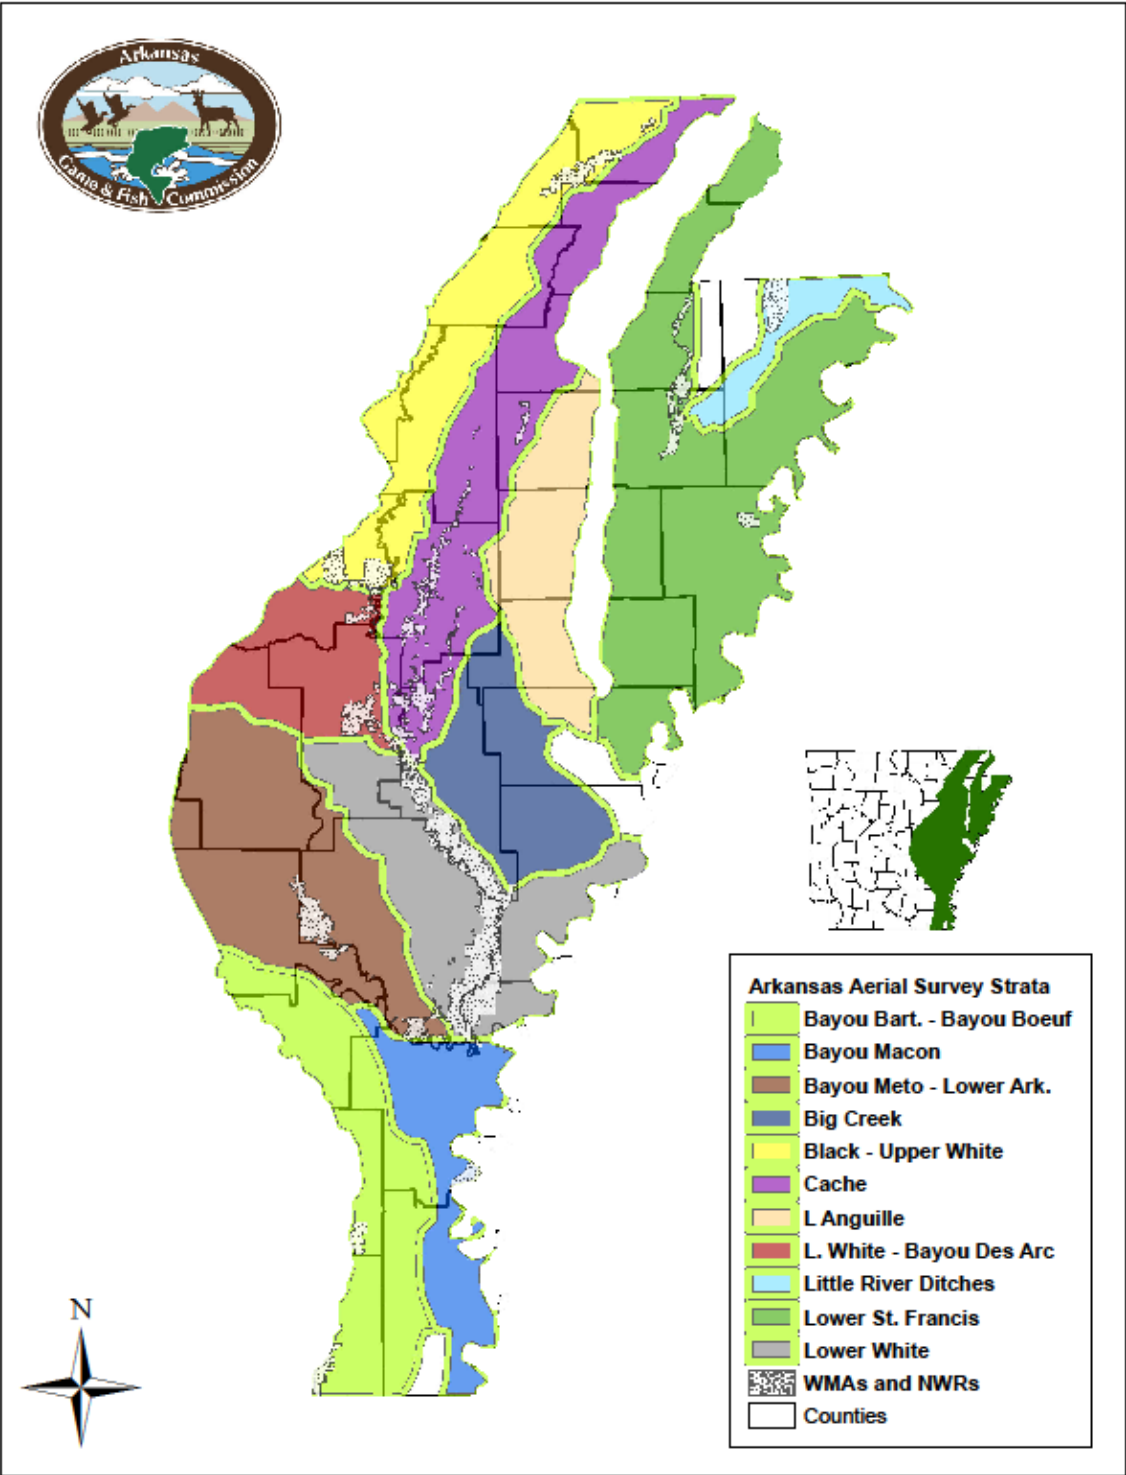 Arkansas
Game & Fish Commission
Arkansas Aerial Survey Strata
Bayou Bart. - Bayou Boeuf
Bayou Macon
Bayou Meto - Lower Ark.
Big Creek
Black - Upper White
Cache
L Anguille
L. White - Bayou Des Arc
Little River Ditches
Lower St. Francis
Lower White
WMAs and NWRs
Counties
N